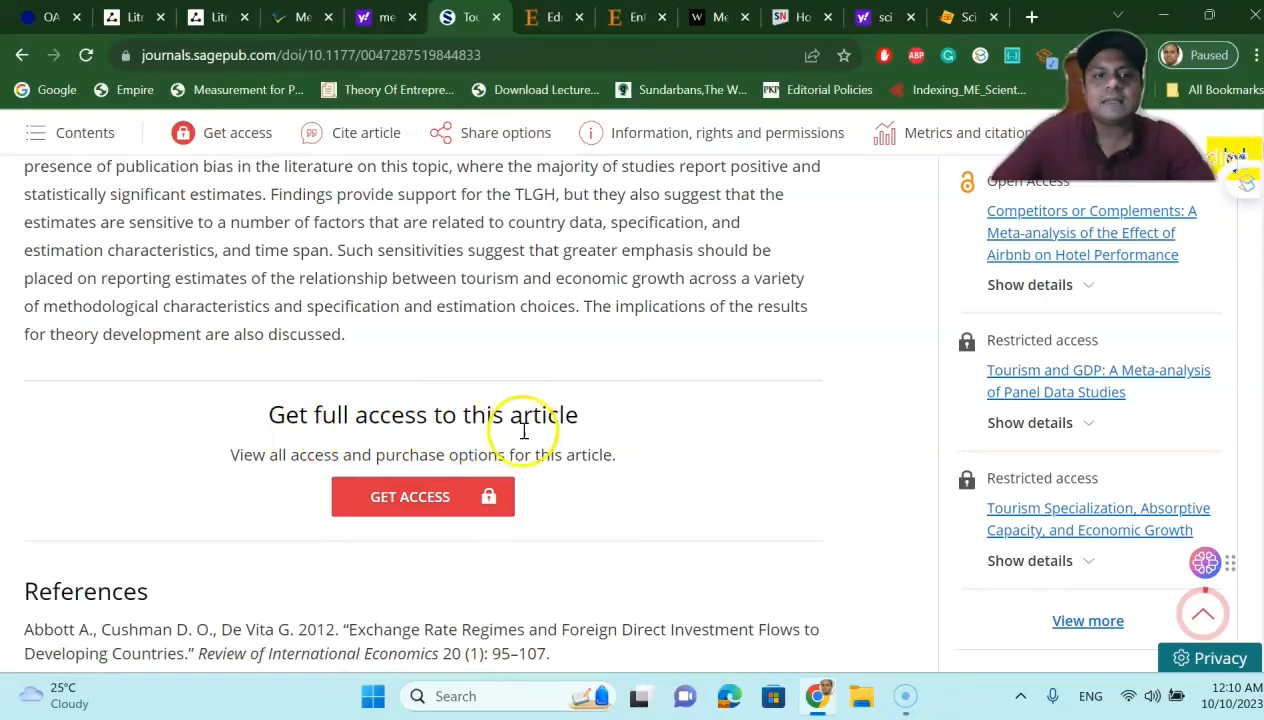 OA
Lite
Lite
Me
me
Tou
Edi
Ent
Me
Ho
sci
Sci
journals.sagepub.com/doi/10.1177/0047287519844833
ABP
Paused
Google
Empire
Measurement for P...
Theory Of Entrepre...
Download Lecture...
Sundarbans,The W...
PKP
Editorial Policies
Indexing_ME_Scient...
All Bookmarks
Contents
Get access
Cite article
Share options
Information, rights and permissions
Metrics and citation
presence of publication bias in the literature on this topic, where the majority of studies report positive and
statistically significant estimates. Findings provide support for the TLGH, but they also suggest that the
estimates are sensitive to a number of factors that are related to country data, specification, and
estimation characteristics, and time span. Such sensitivities suggest that greater emphasis should be
placed on reporting estimates of the relationship between tourism and economic growth across a variety
of methodological characteristics and specification and estimation choices. The implications of the results
for theory development are also discussed.
Get full access to this article
View all access and purchase options for this article.
GET ACCESS
References
Abbott A., Cushman D. O., De Vita G. 2012. “Exchange Rate Regimes and Foreign Direct Investment Flows to
Developing Countries.” Review of International Economics 20 (1): 95–107.
Open Access
Competitors or Complements: A
Meta-analysis of the Effect of
Airbnb on Hotel Performance
Show details
Restricted access
Tourism and GDP: A Meta-analysis
of Panel Data Studies
Show details
Restricted access
Tourism Specialization, Absorptive
Capacity, and Economic Growth
Show details
View more
Privacy
25°C
Cloudy
Search
ENG
12:10 AM
10/10/2023